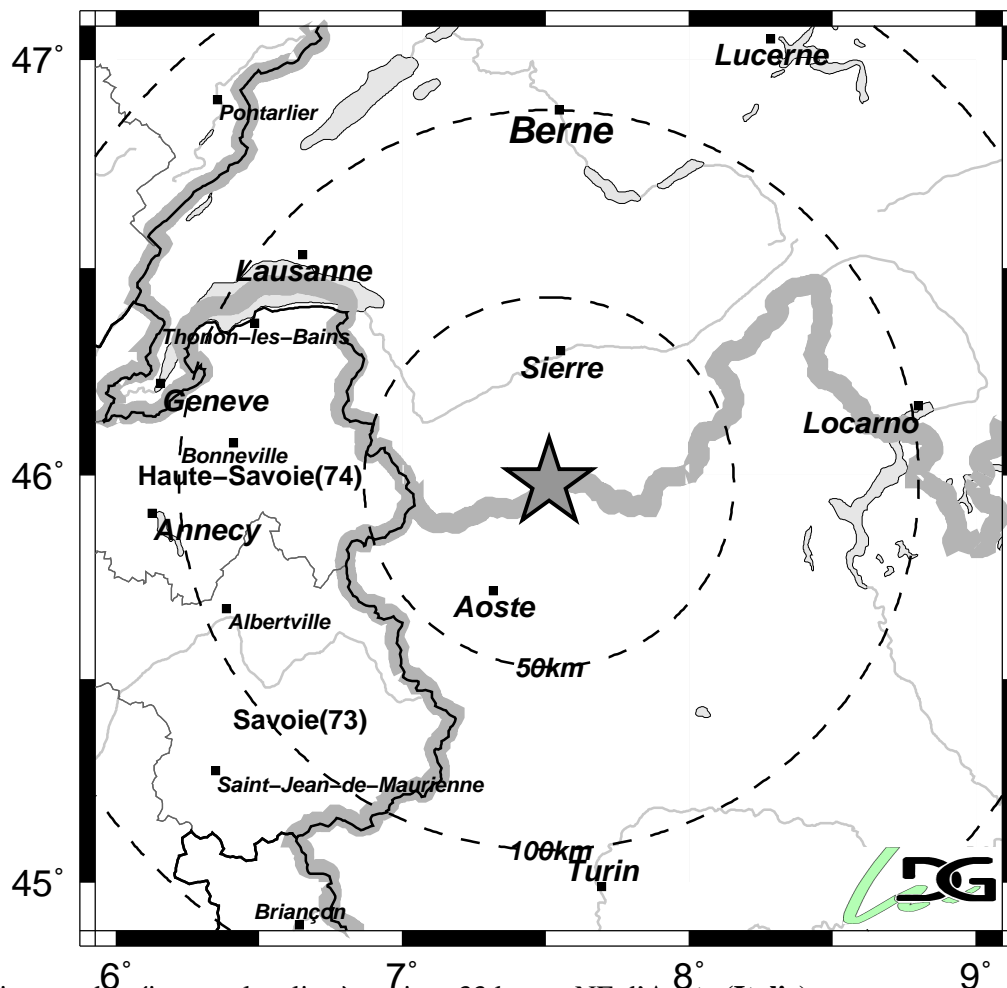 47°
Lucerne
Pontarlier
Berne
Lausanne
Thonon-les-Bains
Sierre
Geneve
Locarno
Bonneville
46°
Haute-Savoie(74)
Annecy
Aoste
Albertville
50km
Savoie(73)
Saint-Jean-de-Maurienne
100km
Turin
45°
DG
Briançon
6°
7°
8°
9°